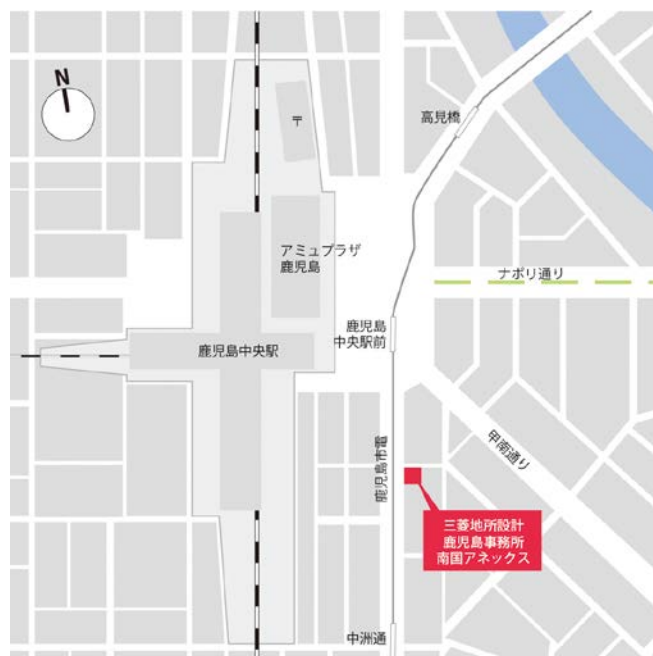 N
〒
高見橋
アミュプラザ
鹿児島
ナポリ通り
鹿児島
中央駅前
鹿児島中央駅
甲南通り
鹿児島市電
三菱地所設計
鹿児島事務所
南国アネックス
中洲通